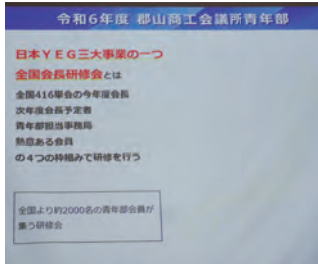 令和6年度 郡山商工会議所青年部
日本ＹＥＧ三大事業の一つ
全国会長研修会とは
全国416単会の今年度会長
次年度会長予定者
青年部担当事務局
熱意ある会員
の４つの枠組みで研修を行う
全国より約2000名の青年部会員が
集う研修会